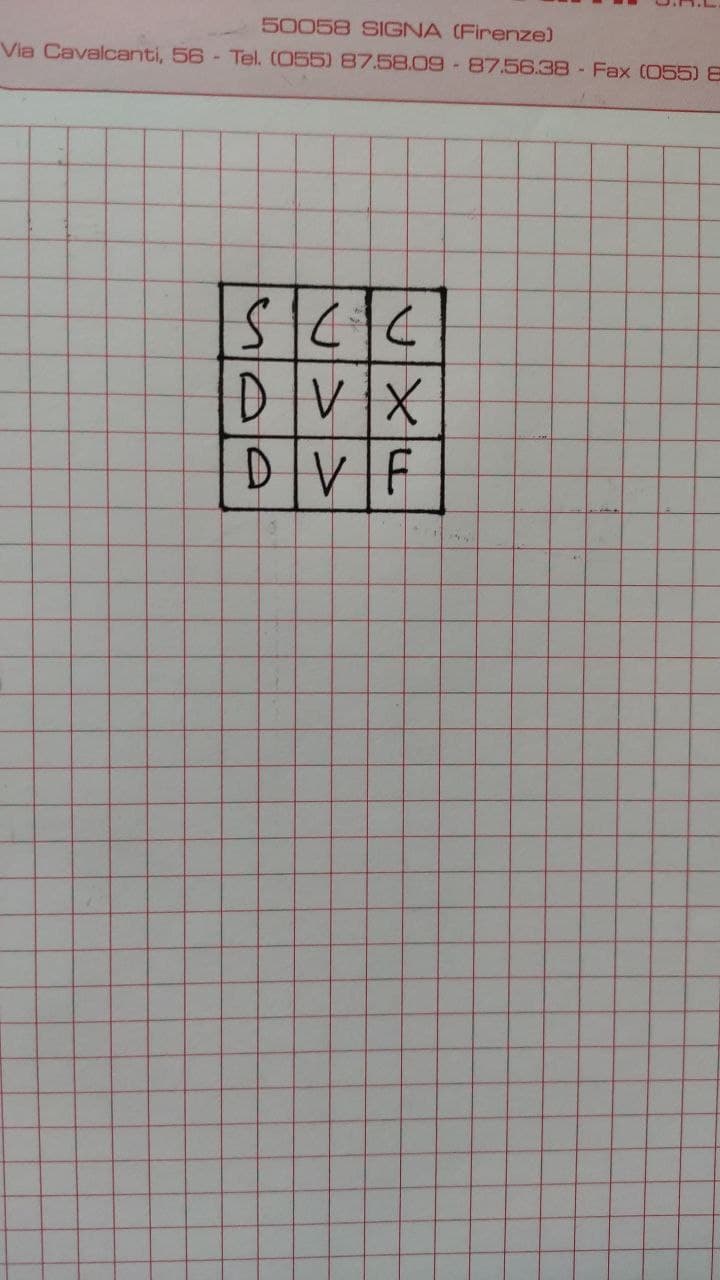 50058 SIGNA (Firenze)
Via Cavalcanti, 56 - Tel. (055) 87.58.09 - 87.56.38 - Fax (055) 8
S C C
D V X
D V F